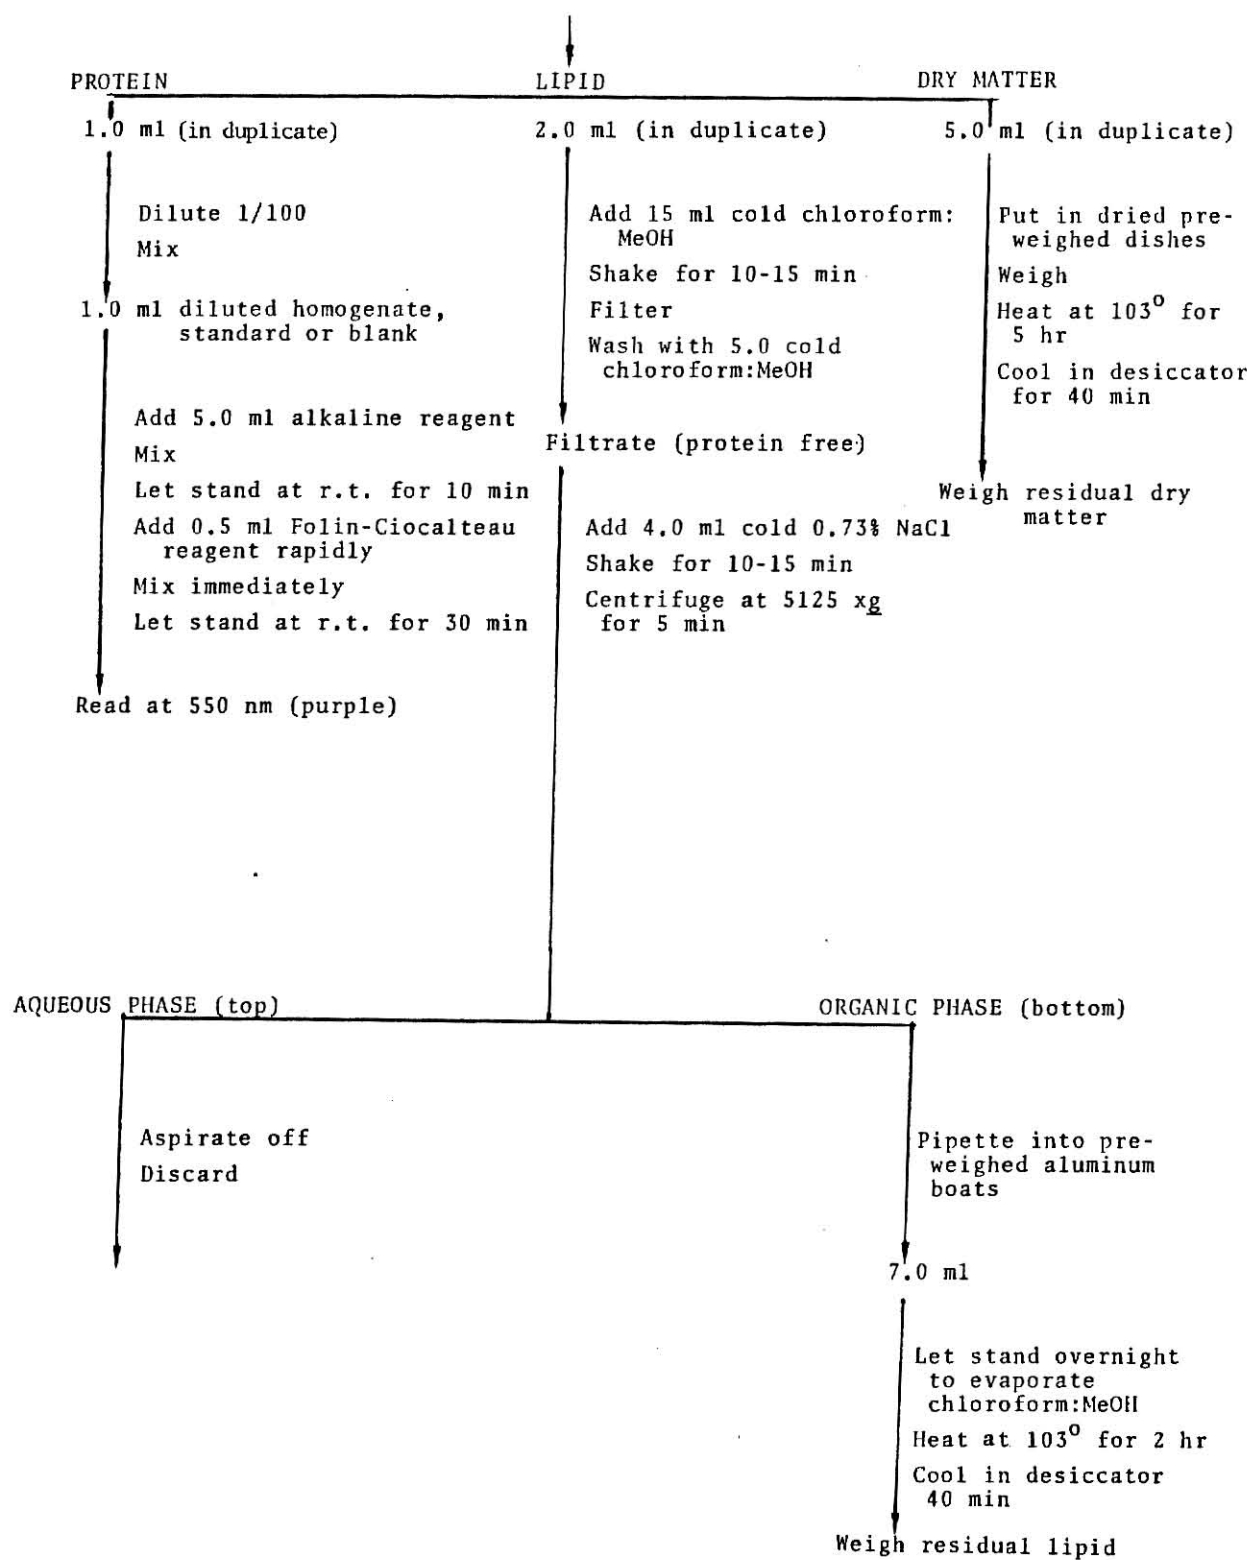 PROTEIN
1.0 ml (in duplicate)
Dilute 1/100
Mix
1.0 ml diluted homogenate,
standard or blank
Add 5.0 ml alkaline reagent
Mix
Let stand at r.t. for 10 min
Add 0.5 ml Folin-Ciocalteau
reagent rapidly
Mix immediately
Let stand at r.t. for 30 min
Read at 550 nm (purple)
LIPID
2.0 ml (in duplicate)
Add 15 ml cold chloroform:
MeOH
Shake for 10-15 min
Filter
Wash with 5.0 cold
chloroform:MeOH
Filtrate (protein free)
Add 4.0 ml cold 0.73% NaCl
Shake for 10-15 min
Centrifuge at 5125 xg
for 5 min
DRY MATTER
5.0 ml (in duplicate)
Put in dried pre-
weighed dishes
Weigh
Heat at 103° for
5 hr
Cool in desiccator
for 40 min
Weigh residual dry
matter
AQUEOUS PHASE (top)
Aspirate off
Discard
ORGANIC PHASE (bottom)
Pipette into pre-
weighed aluminum
boats
7.0 ml
Let stand overnight
to evaporate
chloroform:MeOH
Heat at 103° for 2 hr
Cool in desiccator
40 min
Weigh residual lipid